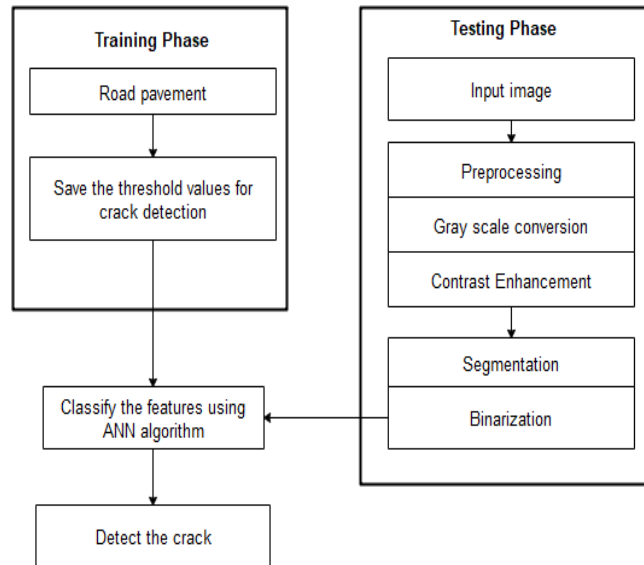 Training Phase
Road pavement
Save the threshold values for
crack detection
Testing Phase
Input image
Preprocessing
Gray scale conversion
Contrast Enhancement
Segmentation
Binarization
Classify the features using
ANN algorithm
Detect the crack